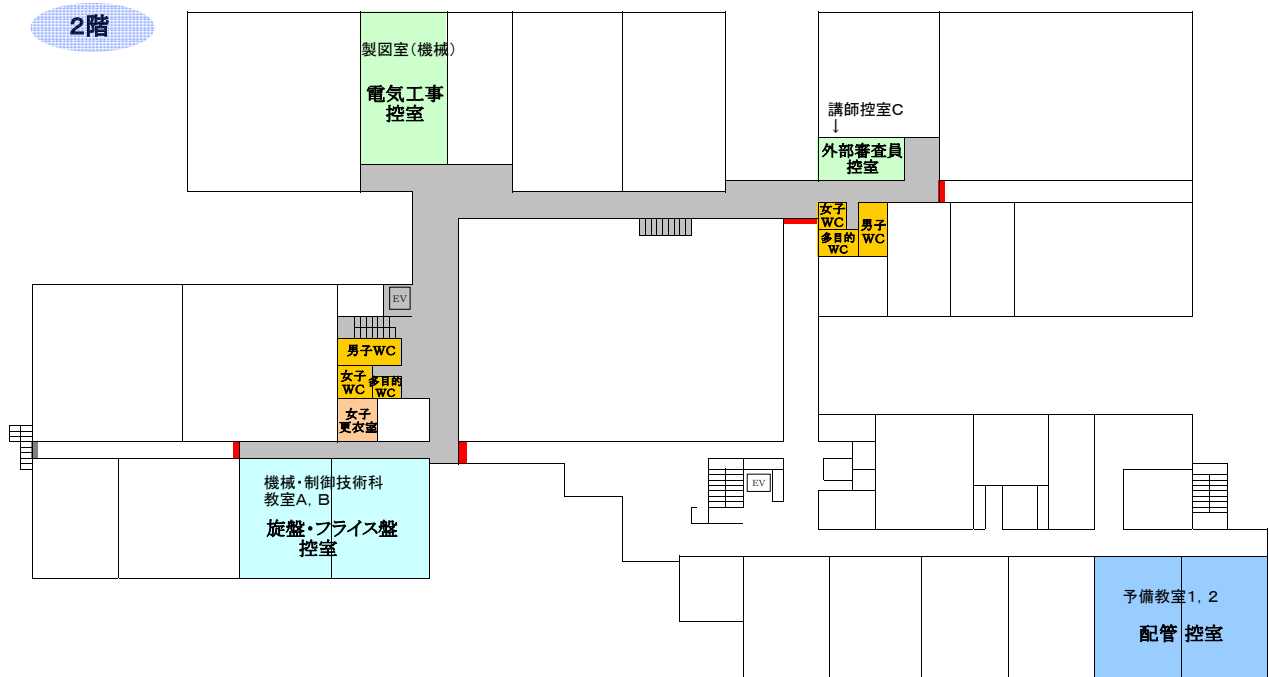 2階
製図室(機械)
電気工事
控室
講師控室C
↓
外部審査員
控室
女子
WC
男子
WC
多目的
WC
EV
男子WC
女子
WC
多目的
WC
女子
更衣室
機械・制御技術科
教室A, B
旋盤・フライス盤
控室
EV
予備教室1, 2
配管 控室